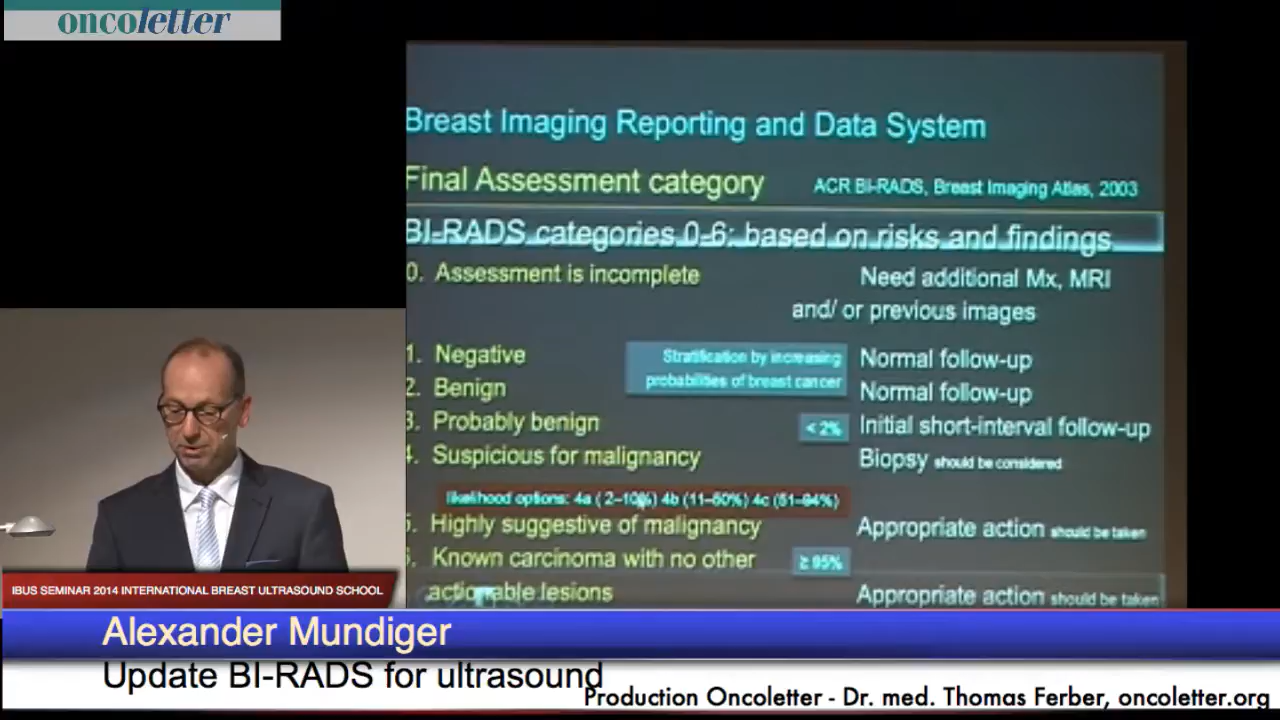 oncoletter
Breast Imaging Reporting and Data System
Final Assessment category
ACR BI-RADS, Breast Imaging Atlas, 2003
BI-RADS categories 0-6: based on risks and findings
0. Assessment is incomplete
Need additional Mx, MRI
and/ or previous images
1. Negative
Stratification by increasing
probabilities of breast cancer
Normal follow-up
2. Benign
Normal follow-up
3. Probably benign
< 2%
Initial short-interval follow-up
4. Suspicious for malignancy
Biopsy should be considered
likelihood options: 4a ( 2–10%) 4b (11–50%) 4c (51–94%)
5. Highly suggestive of malignancy
Appropriate action should be taken
6. Known carcinoma with no other
≥ 95%
actionable lesions
Appropriate action should be taken
IBUS SEMINAR 2014 INTERNATIONAL BREAST ULTRASOUND SCHOOL
Alexander Mundiger
Update BI-RADS for ultrasound
Production Oncoletter - Dr. med. Thomas Ferber, oncoletter.org